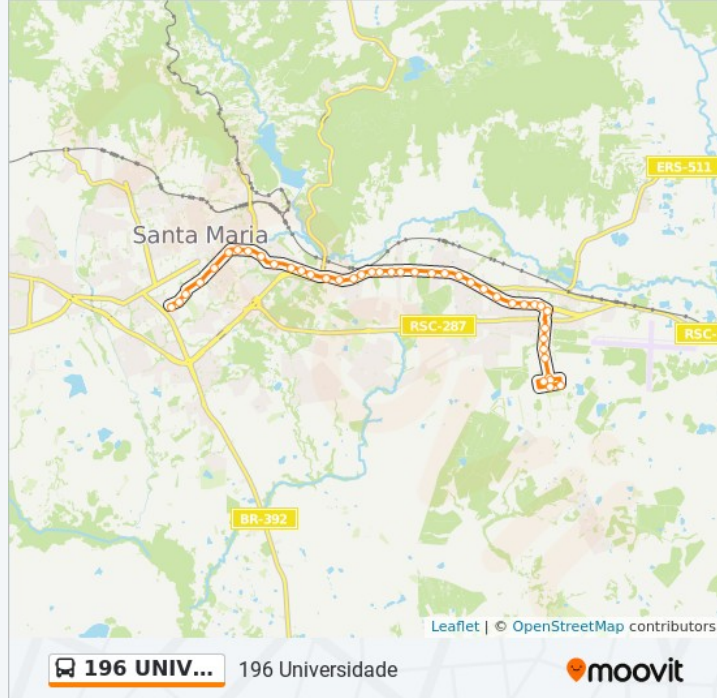 ERS-511
Santa Maria
RSC-287
RSC-
BR-392
Leaflet | © OpenStreetMap contributors
196 UNIV... 196 Universidade
moovit